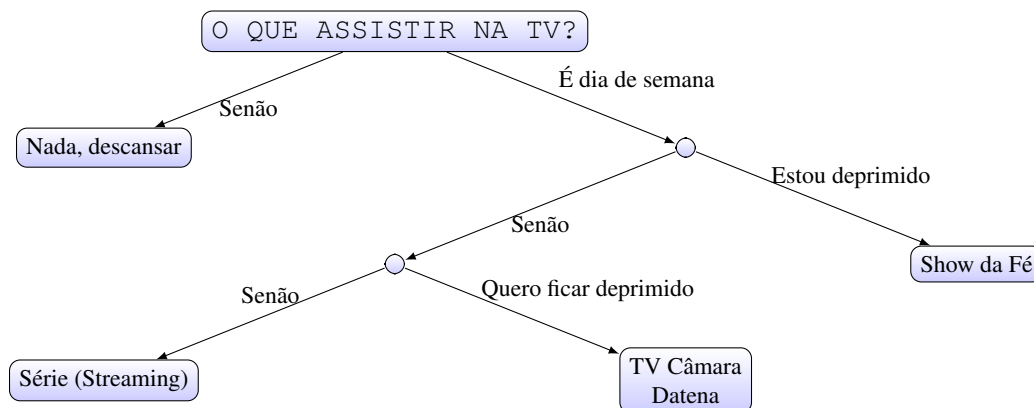 O QUE ASSISTIR NA TV?
É dia de semana
Senão
Nada, descansar
Estou deprimido
Senão
Show da Fé
Senão
Quero ficar deprimido
Série (Streaming)
TV Câmara
Datena